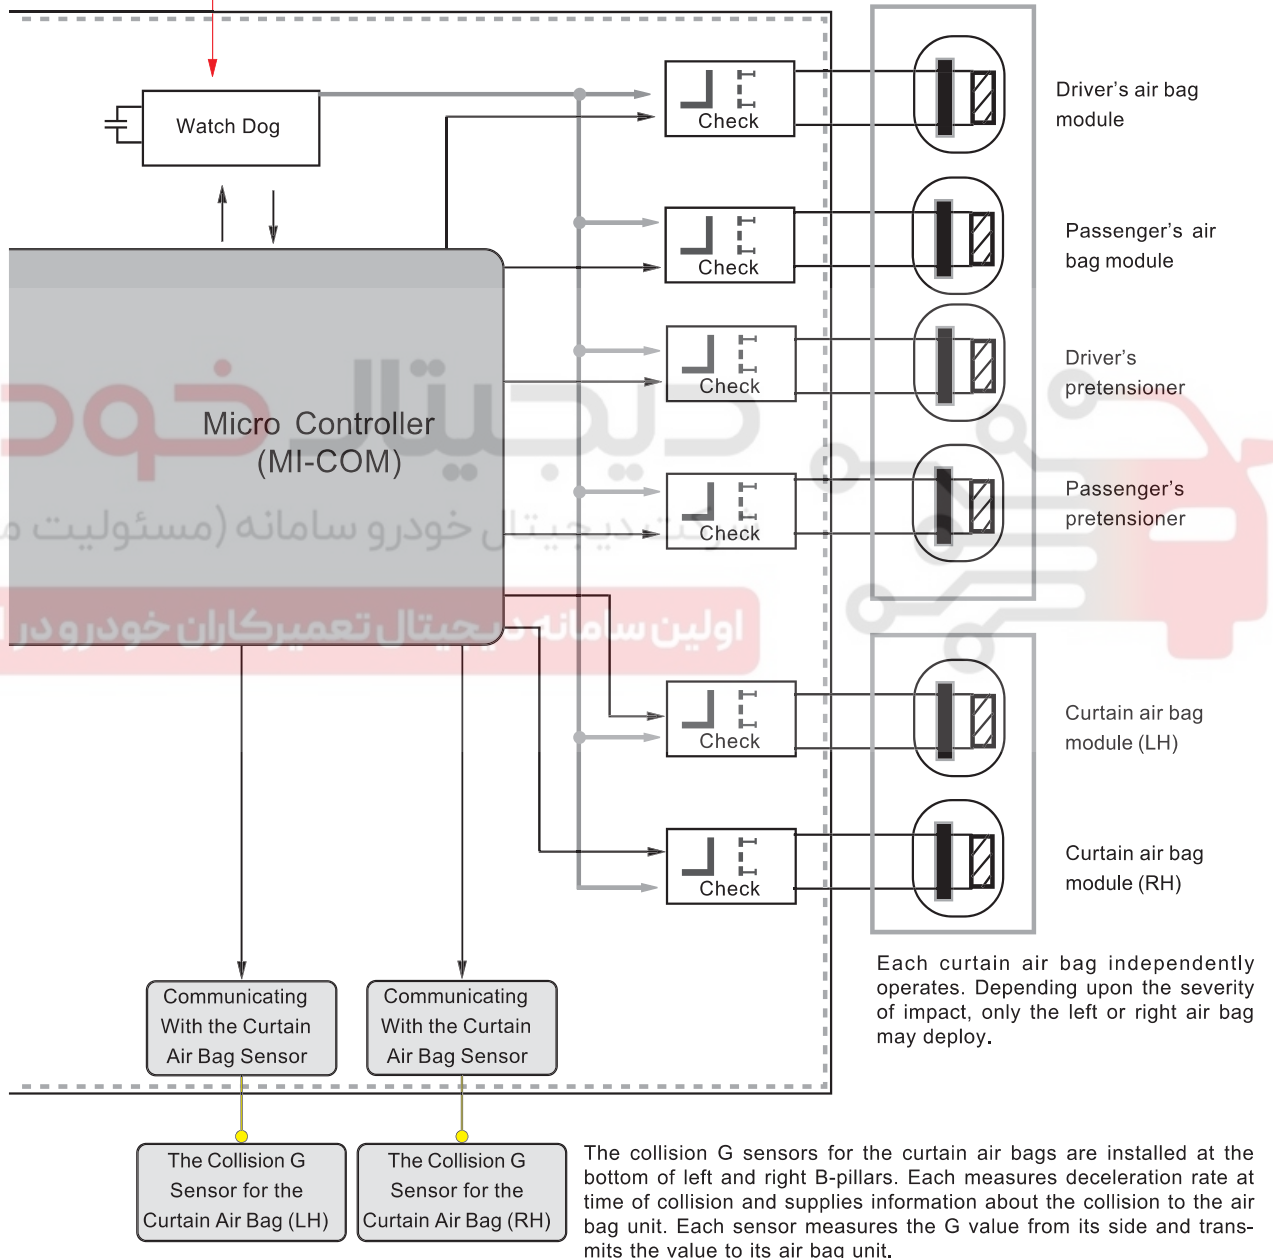 Watch Dog
Check
Driver's air bag
module
Check
Passenger's air
bag module
Check
Driver's
pretensioner
Micro Controller
(MI-COM)
دیجیتال خود
Check
Passenger's
pretensioner
شرکت دیجیتال خودرو سامانه (مسئولیت
اولین سامانه دیجیتال تعمیرکاران خودرو در
Check
Curtain air bag
module (LH)
Check
Curtain air bag
module (RH)
Each curtain air bag independently
operates. Depending upon the severity
of impact, only the left or right air bag
may deploy.
Communicating
With the Curtain
Air Bag Sensor
Communicating
With the Curtain
Air Bag Sensor
The Collision G
Sensor for the
Curtain Air Bag (LH)
The Collision G
Sensor for the
Curtain Air Bag (RH)
The collision G sensors for the curtain air bags are installed at the
bottom of left and right B-pillars. Each measures deceleration rate at
time of collision and supplies information about the collision to the air
bag unit. Each sensor measures the G value from its side and trans-
mits the value to its air bag unit.